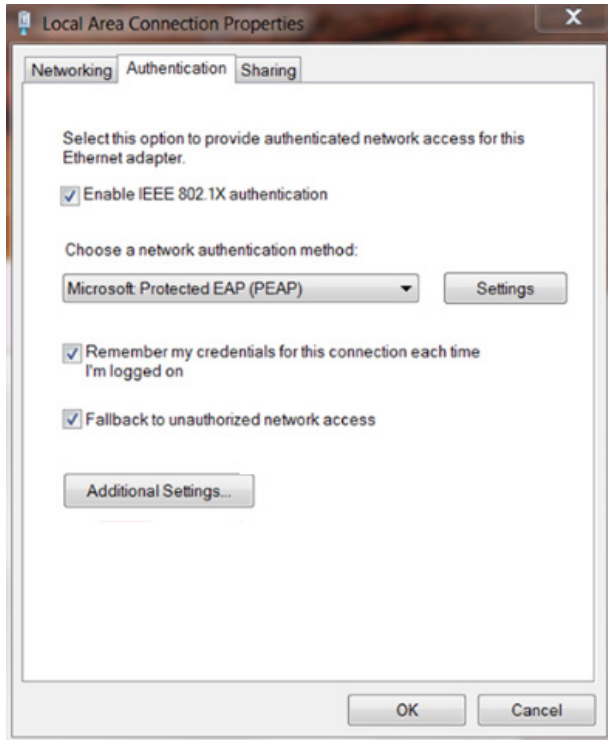 Local Area Connection Properties
X
Networking Authentication Sharing
Select this option to provide authenticated network access for this
Ethernet adapter.
Enable IEEE 802.1X authentication
Choose a network authentication method:
Microsoft: Protected EAP (PEAP) Settings
Remember my credentials for this connection each time
I'm logged on
Fallback to unauthorized network access
Additional Settings...
OK Cancel